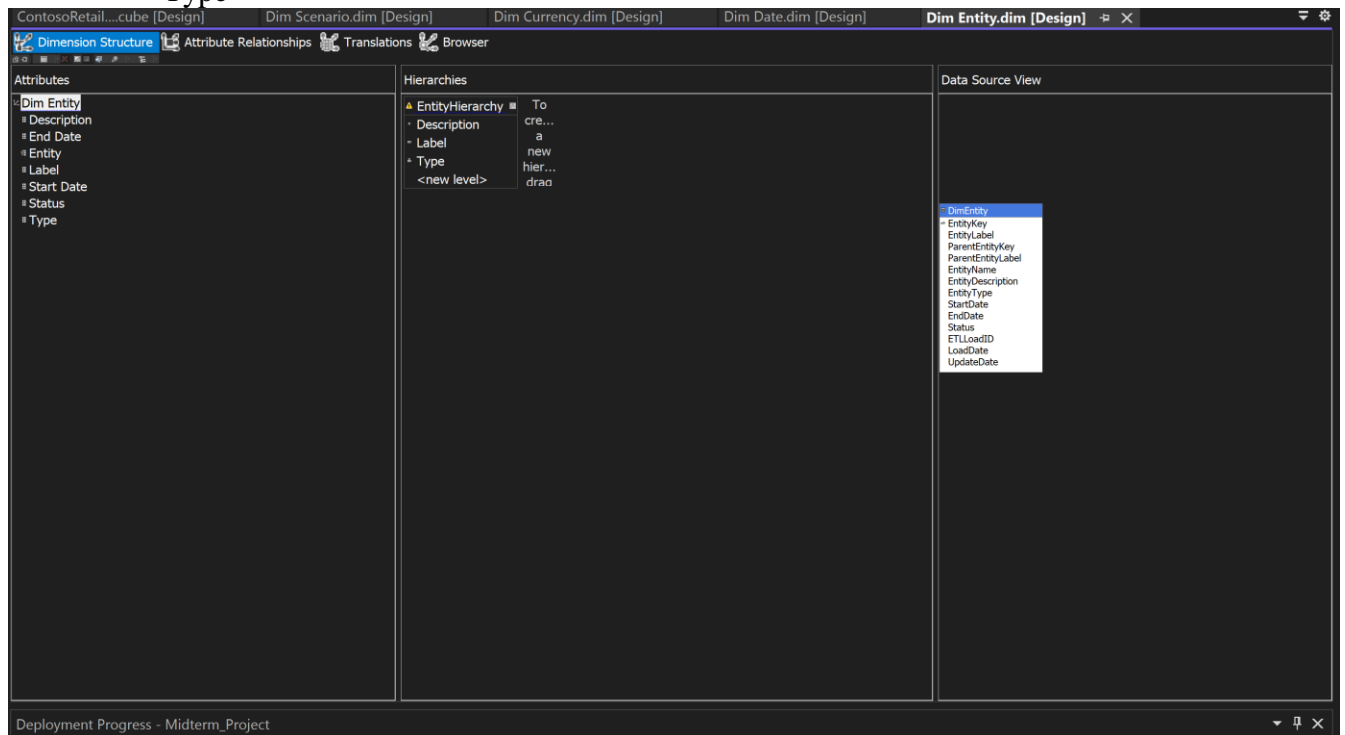 Type
ContosoRetail....cube [Design] Dim Scenario.dim [Design] Dim Currency.dim [Design] Dim Date.dim [Design] Dim Entity.dim [Design]
Dimension Structure Attribute Relationships Translations Browser
Attributes
Dim Entity
Description
End Date
Entity
Label
Start Date
Status
Type
Hierarchies
EntityHierarchy
Description
Label
Type
<new level>
To
cre...
a
new
hier...
drag
Data Source View
DimEntity
EntityKey
EntityLabel
ParentEntityKey
ParentEntityLabel
EntityName
EntityDescription
EntityType
StartDate
EndDate
Status
ETLLoadID
LoadDate
UpdateDate
Deployment Progress - Midterm_Project